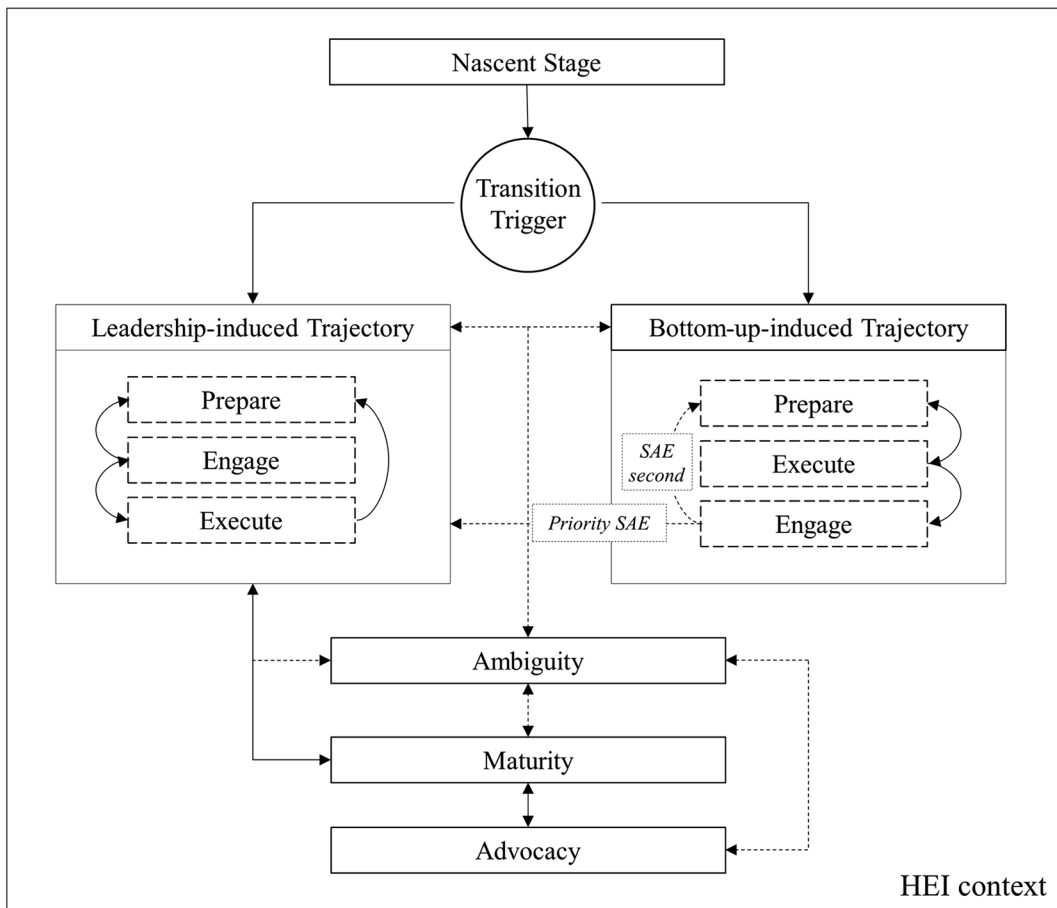 Nascent Stage
Transition
Trigger
Leadership-induced Trajectory
Bottom-up-induced Trajectory
Prepare
Engage
Execute
Prepare
SAE
second
Execute
Engage
Priority SAE
Ambiguity
Maturity
Advocacy
HEI context